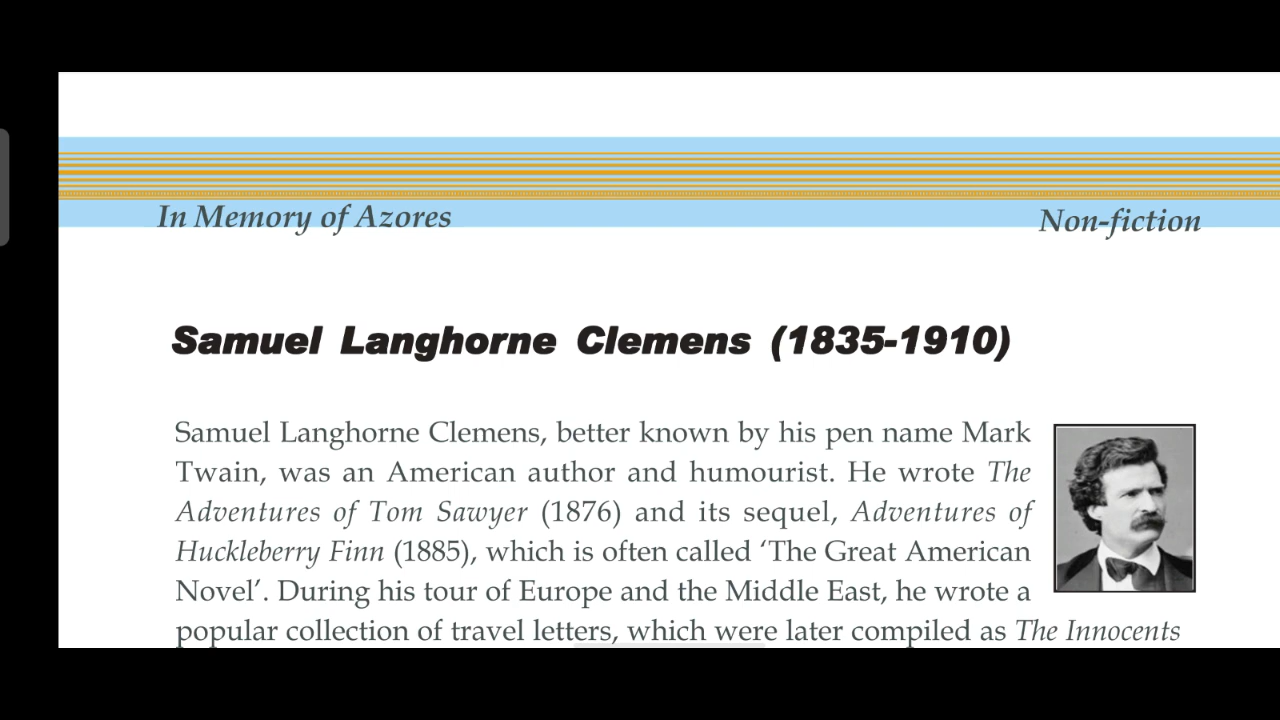 In Memory of Azores
Non-fiction
Samuel Langhorne Clemens (1835-1910)
Samuel Langhorne Clemens, better known by his pen name Mark
Twain, was an American author and humourist. He wrote The
Adventures of Tom Sawyer (1876) and its sequel, Adventures of
Huckleberry Finn (1885), which is often called ‘The Great American
Novel’. During his tour of Europe and the Middle East, he wrote a
popular collection of travel letters, which were later compiled as The Innocents